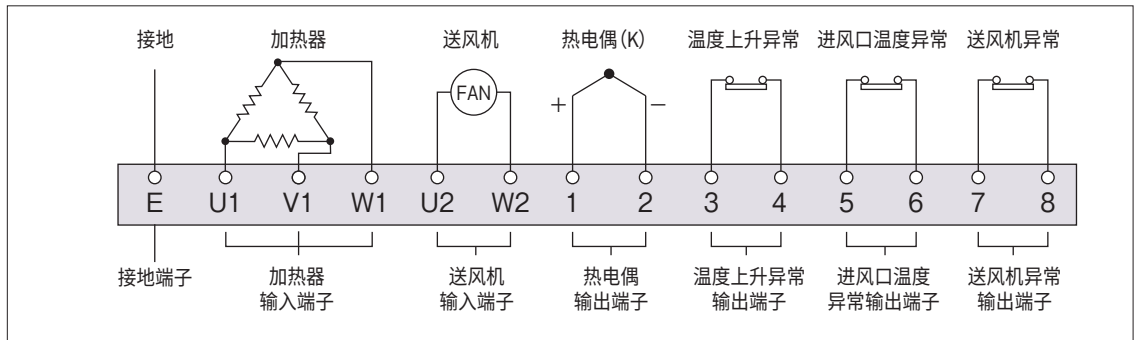 接地
加热器
送风机
热电偶(K)
温度上升异常
进风口温度异常
送风机异常
FAN
+
−
E
U1
V1
W1
U2
W2
1
2
3
4
5
6
7
8
接地端子
加热器
输入端子
送风机
输入端子
热电偶
输出端子
温度上升异常
输出端子
进风口温度
异常输出端子
送风机异常
输出端子